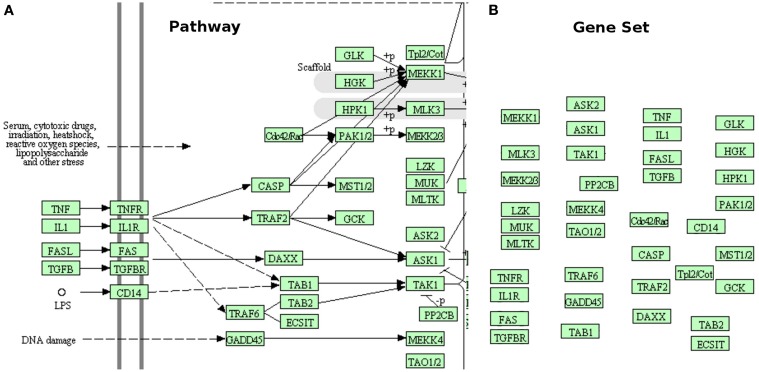 A
Pathway
GLK
+p
Tpl2/Cot
Scaffold
+p
MEKK1
HGK
HPK1
MLK3
+p
Serum, cytotoxic drugs,
irradiation, heatshock,
reactive oxygen species,
lipopolysaccharide
and other stress
Cdc42/Rac
PAK1/2
+p
MEKK2/3
LZK
CASP
MST1/2
MUK
MLTK
TNF
TNFR
TRAF2
GCK
IL1
IL1R
ASK2
FASL
FAS
DAXX
ASK1
TGFB
TGFBR
LPS
CD14
TAB1
TAK1
TRAF6
TAB2
-p
ECSIT
PP2CB
DNA damage
GADD45
MEKK4
TAO1/2
B
Gene Set
MEKK1
ASK2
TNF
GLK
ASK1
IL1
MLK3
TAK1
FASL
HGK
MEKK2/3
PP2CB
TGFB
HPK1
LZK
MEKK4
Cdc42/Rac
PAK1/2
MUK
TAO1/2
CD14
MLTK
CASP
MST1/2
TNFR
TRAF6
Tpl2/Cot
IL1R
GADD45
TRAF2
GCK
FAS
TAB1
DAXX
TAB2
TGFBR
ECSIT